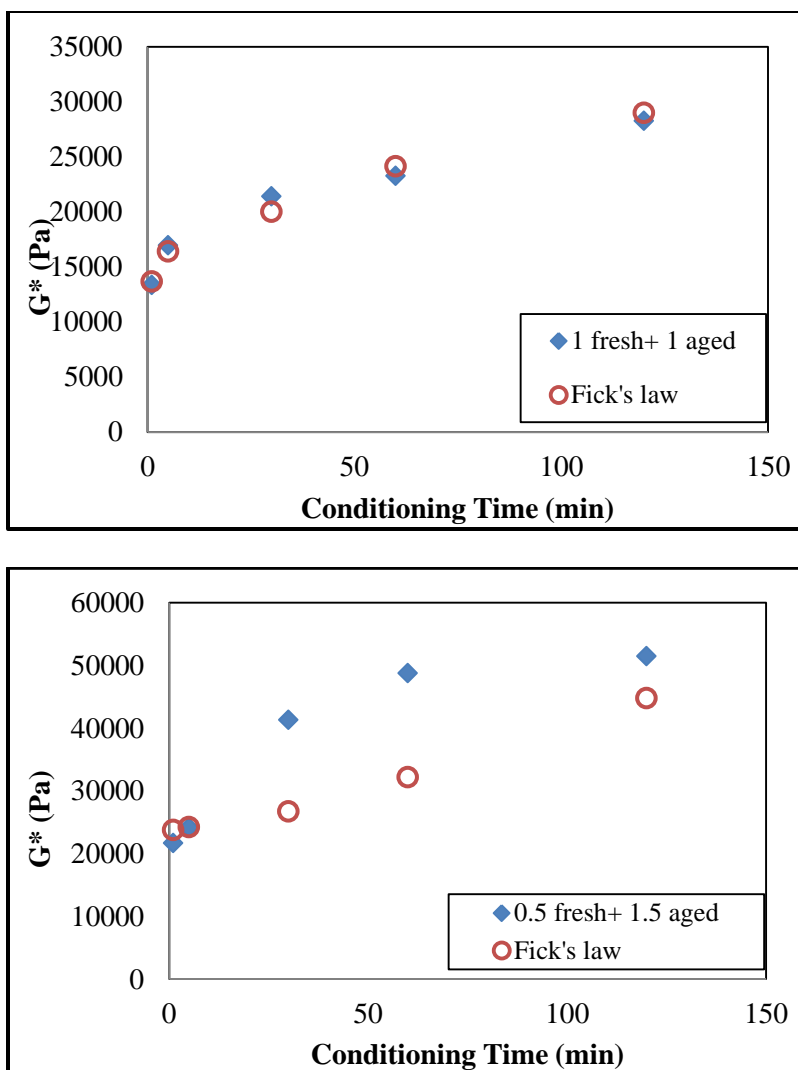 35000
30000
25000
20000
15000
10000
5000
0
G* (Pa)
1 fresh+ 1 aged
Fick's law
0 50 100 150
Conditioning Time (min)
60000
50000
40000
30000
20000
10000
0
G* (Pa)
0.5 fresh+ 1.5 aged
Fick's law
0 50 100 150
Conditioning Time (min)